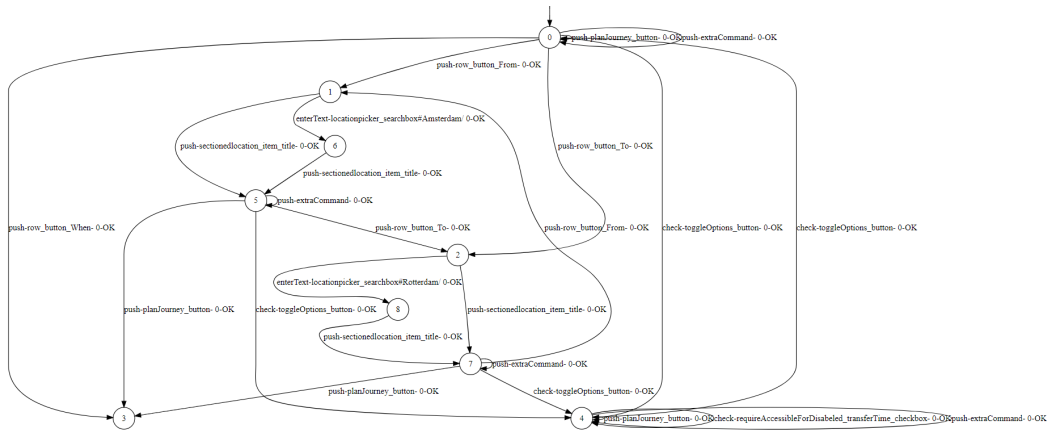 0
push-planJourney_button- 0-OK
push-extraCommand- 0-OK
push-row_button_From- 0-OK
1
enterText-locationpicker_searchbox#Amsterdam/ 0-OK
push-sectionedlocation_item_title- 0-OK
6
push-row_button_To- 0-OK
push-sectionedlocation_item_title- 0-OK
5
push-extraCommand- 0-OK
push-row_button_When- 0-OK
push-row_button_To- 0-OK
push-row_button_From- 0-OK
check-toggleOptions_button- 0-OK
check-toggleOptions_button- 0-OK
2
enterText-locationpicker_searchbox#Rotterdam/ 0-OK
push-planJourney_button- 0-OK
check-toggleOptions_button- 0-OK
8
push-sectionedlocation_item_title- 0-OK
push-sectionedlocation_item_title- 0-OK
7
push-extraCommand- 0-OK
push-planJourney_button- 0-OK
check-toggleOptions_button- 0-OK
3
4
push-planJourney_button- 0-OK
check-requireAccessibleForDisabeled_transferTime_checkbox- 0-OK
push-extraCommand- 0-OK